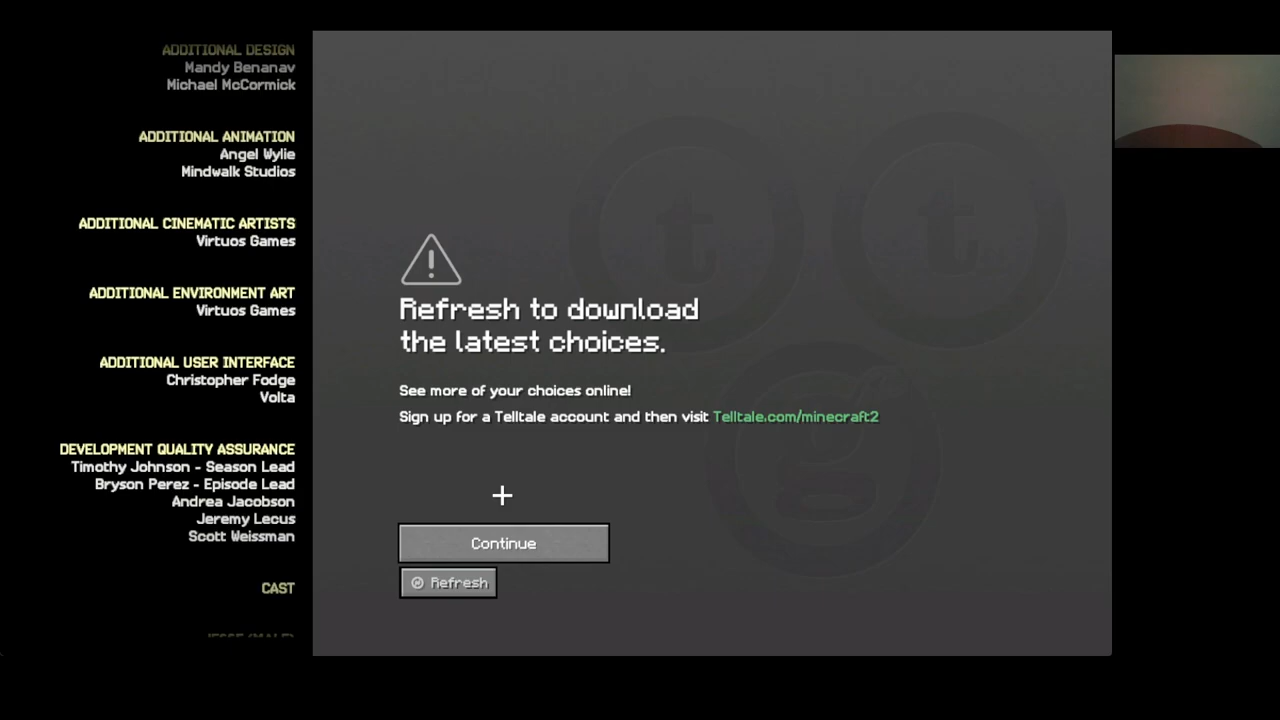 ADDITIONAL DESIGN
Mandy Benanav
Michael McCormick
ADDITIONAL ANIMATION
Angel Wylie
Mindwalk Studios
ADDITIONAL CINEMATIC ARTISTS
Virtuos Games
ADDITIONAL ENVIRONMENT ART
Virtuos Games
ADDITIONAL USER INTERFACE
Christopher Fodge
Volta
DEVELOPMENT QUALITY ASSURANCE
Timothy Johnson - Season Lead
Bryson Perez - Episode Lead
Andrea Jacobson
Jeremy Lecus
Scott Weissman
CAST
JESSE (MALE)
t t g
Refresh to download
the latest choices.
See more of your choices online!
Sign up for a Telltale account and then visit Telltale.com/minecraft2
Continue
Refresh